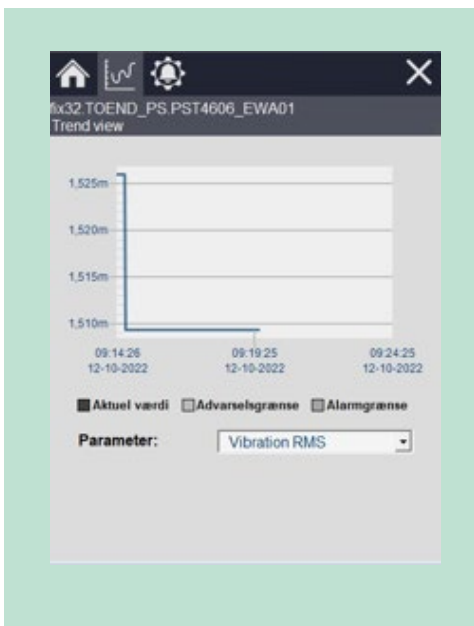 fix32.TOEND_PS.PST4606_EWA01
Trend view
1,525m
1,520m
1,515m
1,510m
09:14:26 09:19:25 09:24:25
12-10-2022 12-10-2022 12-10-2022
Aktuel værdi Advarselsgrænse Alarmgrænse
Parameter: Vibration RMS